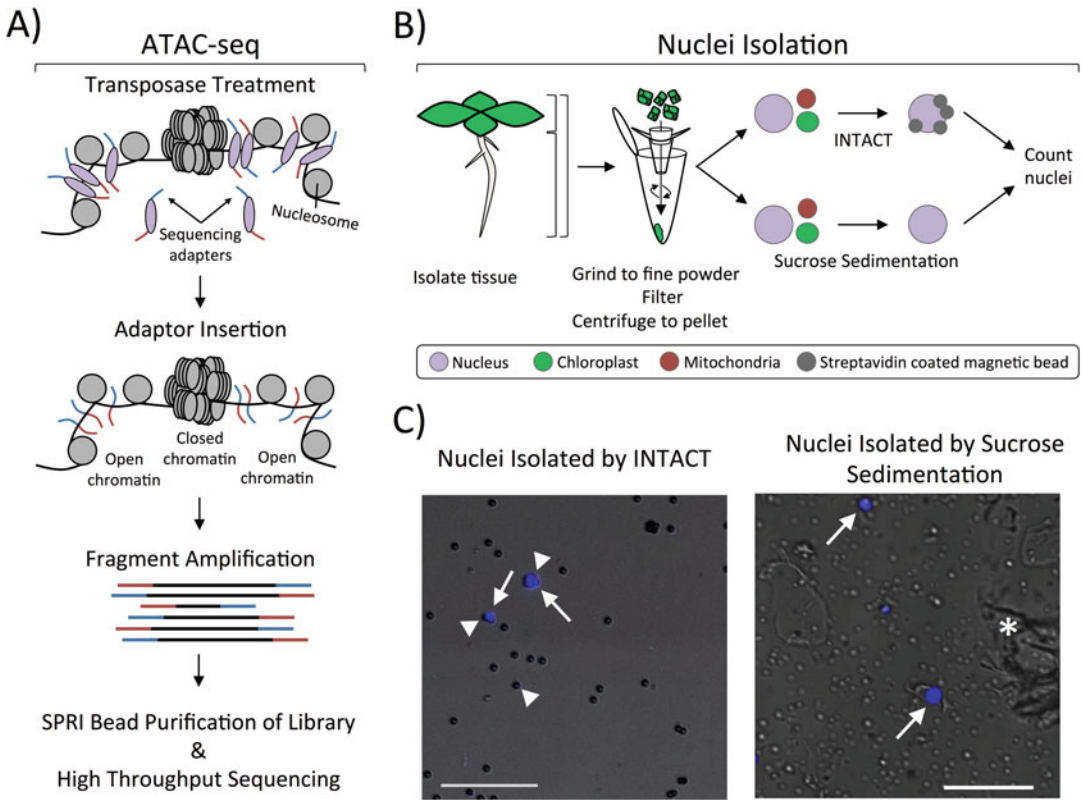 A)
ATAC-seq
Transposase Treatment
Nucleosome
Sequencing
adapters
Adaptor Insertion
Closed
chromatin
Open
chromatin
Open
chromatin
Fragment Amplification
SPRI Bead Purification of Library
&
High Throughput Sequencing
B)
Nuclei Isolation
Isolate tissue
Grind to fine powder
Filter
Centrifuge to pellet
INTACT
Sucrose Sedimentation
Count
nuclei
Nucleus
Chloroplast
Mitochondria
Streptavidin coated magnetic bead
C)
Nuclei Isolated by INTACT
Nuclei Isolated by Sucrose
Sedimentation
*